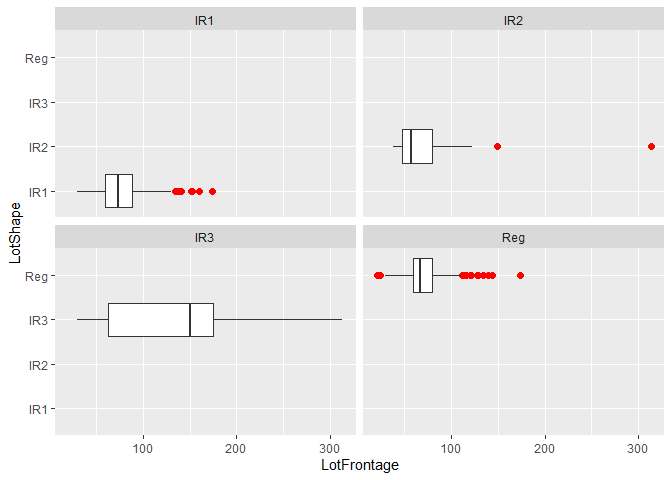 IR1
IR2
Reg
IR3
IR2
IR1
LotShape
IR3
Reg
Reg
IR3
IR2
IR1
100
200
300
100
200
300
LotFrontage